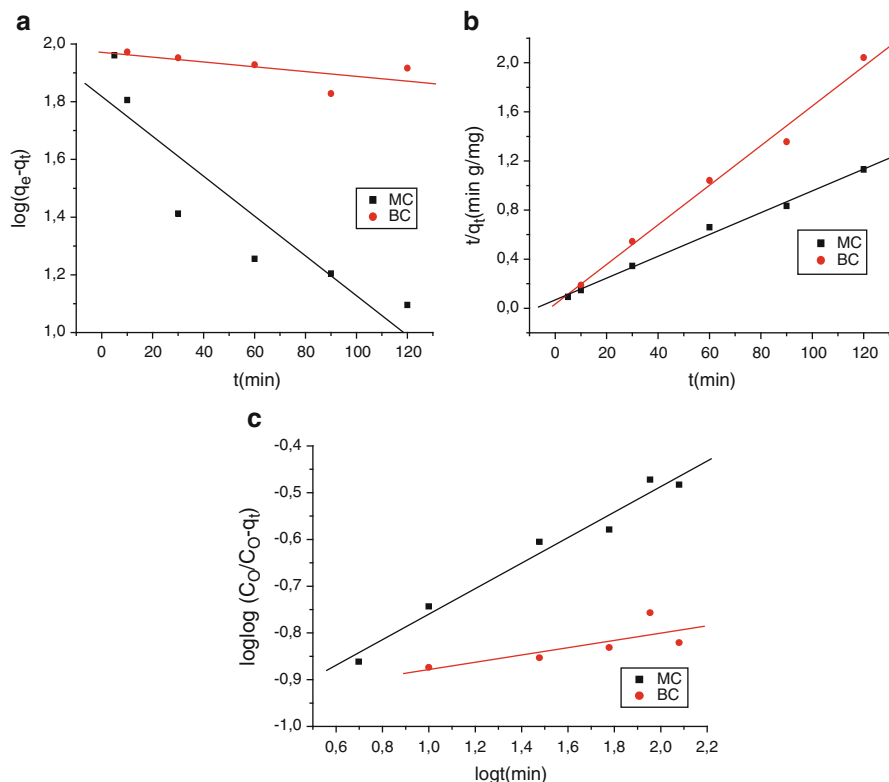 a
2,0
1,8
1,6
1,4
1,2
1,0
log(qe-qt)
MC
BC
0 20 40 60 80 100 120
t(min)
b
2,0
1,6
1,2
0,8
0,4
0,0
t/qt(min g/mg)
MC
BC
0 20 40 60 80 100 120
t(min)
c
-0,4
-0,5
-0,6
-0,7
-0,8
-0,9
-1,0
loglog (CO/CO-qt)
MC
BC
0,6 0,8 1,0 1,2 1,4 1,6 1,8 2,0 2,2
logt(min)